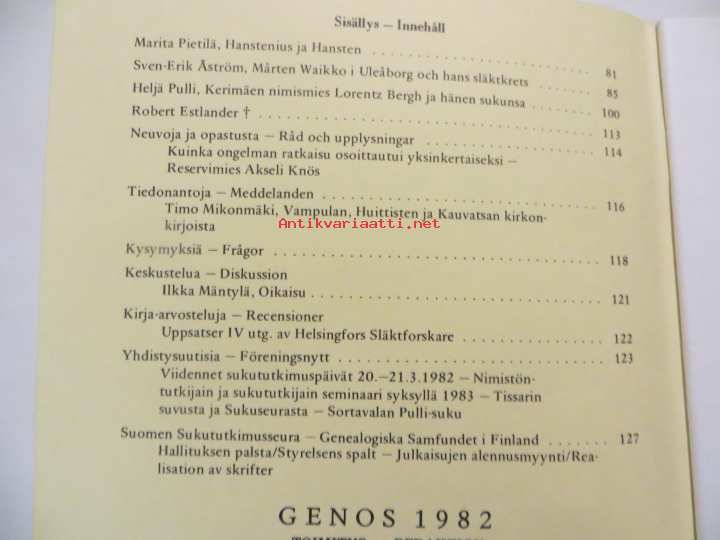 Sisällys — Innehåll
Marita Pietilä, Hanstenius ja Hansten 81
Sven-Erik Åström, Mårten Waikko i Uleåborg och hans släktkrets 85
Heljä Pulli, Kerimäen nimismies Lorentz Bergh ja hänen sukunsa 100
Robert Estlander † 113
Neuvoja ja opastusta — Råd och upplysningar 114
Kuinka ongelman ratkaisu osoittautui yksinkertaiseksi —
Reservimies Akseli Knös
Tiedonantoja — Meddelanden 116
Timo Mikonmäki, Vampulan, Huittisten ja Kauvatsan kirkon-
kirjoista
Antikvariaatti.net
Kysymyksiä — Frågor 118
Keskustelua — Diskussion
Ilkka Mäntylä, Oikaisu 121
Kirja-arvosteluja — Recensioner
Uppsatser IV utg. av Helsingfors Släktforskare 122
Yhdistysuutisia — Föreningsnytt 123
Viidennet sukututkimuspäivät 20.—21.3.1982 — Nimistön-
tutkijain ja sukututkijain seminaari syksyllä 1983 — Tissarin
suvusta ja Sukuseurasta — Sortavalan Pulli-suku
Suomen Sukututkimusseura — Genealogiska Samfundet i Finland 127
Hallituksen palsta/Styrelsens spalt — Julkaisujen alennusmyynti/Rea-
lisation av skrifter
GENOS 1982
TOIMITUS — REDAKTION